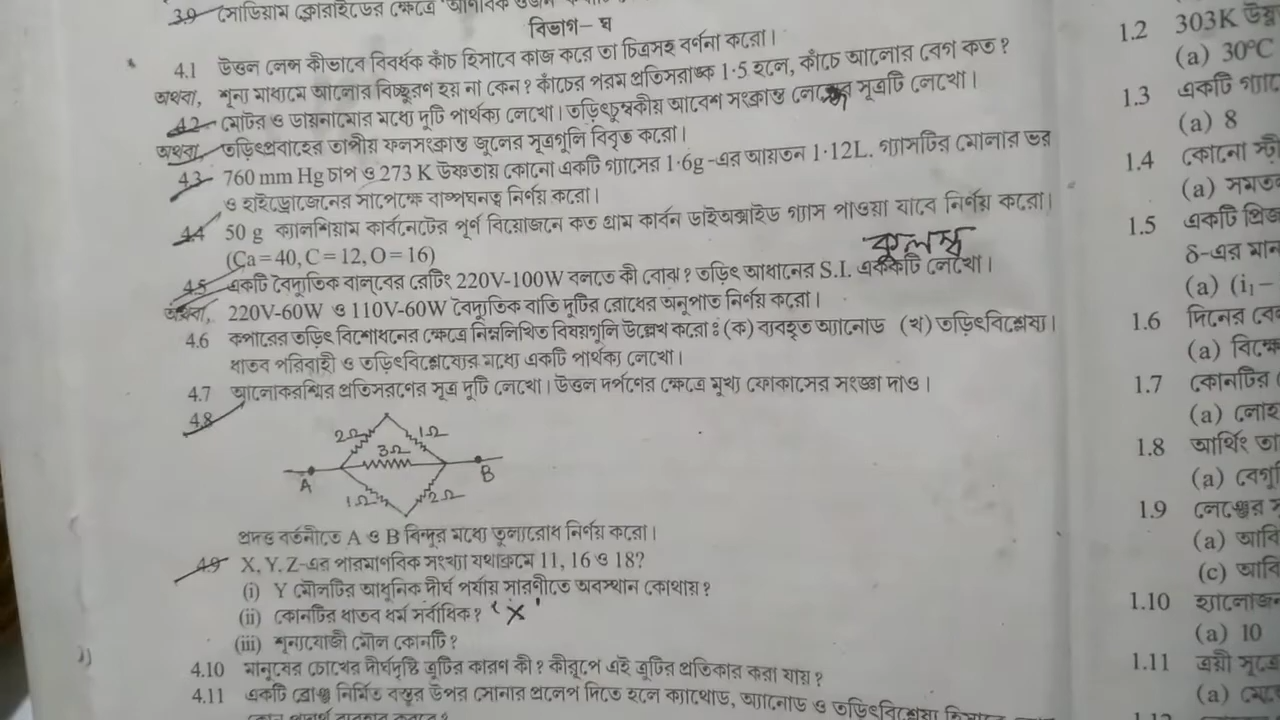 3.9 সোডিয়াম ক্লোরাইডের ক্ষেত্রে
বিভাগ– ঘ
4.1 উত্তল লেন্স কীভাবে বিবর্ধক কাঁচ হিসাবে কাজ করে তা চিত্রসহ বর্ণনা করো।
অথবা, শূন্য মাধ্যমে আলোর বিচ্ছুরণ হয় না কেন? কাঁচের পরম প্রতিসরাঙ্ক 1·5 হলে, কাঁচে আলোর বেগ কত?
4.2 মোটর ও ডায়নামোর মধ্যে দুটি পার্থক্য লেখো। তড়িৎচুম্বকীয় আবেশ সংক্রান্ত লেঞ্জের সূত্রটি লেখো।
অথবা, তড়িৎপ্রবাহের তাপীয় ফলসংক্রান্ত জুলের সূত্রগুলি বিবৃত করো।
4.3 760 mm Hg চাপ ও 273 K উষ্ণতায় কোনো একটি গ্যাসের 1·6g -এর আয়তন 1·12L. গ্যাসটির মোলার ভর
ও হাইড্রোজেনের সাপেক্ষে বাষ্পঘনত্ব নির্ণয় করো।
4.4 50 g ক্যালশিয়াম কার্বনেটের পূর্ণ বিয়োজনে কত গ্রাম কার্বন ডাইঅক্সাইড গ্যাস পাওয়া যাবে নির্ণয় করো।
(Ca=40, C=12, O=16)
কুলম্ব
4.5 একটি বৈদ্যুতিক বাল্‌বের রেটিং 220V-100W বলতে কী বোঝ? তড়িৎ আধানের S.I. এককটি লেখো।
অথবা, 220V-60W ও 110V-60W বৈদ্যুতিক বাতি দুটির রোধের অনুপাত নির্ণয় করো।
4.6 কপারের তড়িৎ বিশোধনের ক্ষেত্রে নিম্নলিখিত বিষয়গুলি উল্লেখ করো : (ক) ব্যবহৃত অ্যানোড (খ) তড়িৎবিশ্লেষ্য।
ধাতব পরিবাহী ও তড়িৎবিশ্লেষ্যের মধ্যে একটি পার্থক্য লেখো।
4.7 আলোকরশ্মির প্রতিসরণের সূত্র দুটি লেখো। উত্তল দর্পণের ক্ষেত্রে মুখ্য ফোকাসের সংজ্ঞা দাও।
4.8
2Ω 1Ω
3Ω
A B
1Ω 2Ω
প্রদত্ত বর্তনীতে A ও B বিন্দুর মধ্যে তুল্যরোধ নির্ণয় করো।
4.9 X, Y, Z-এর পারমাণবিক সংখ্যা যথাক্রমে 11, 16 ও 18?
(i) Y মৌলটির আধুনিক দীর্ঘ পর্যায় সারণীতে অবস্থান কোথায়?
(ii) কোনটির ধাতব ধর্ম সর্বাধিক? ‘X’
(iii) শূন্যযোজী মৌল কোনটি?
4.10 মানুষের চোখের দীর্ঘদৃষ্টি ত্রুটির কারণ কী? কীরূপে এই ত্রুটির প্রতিকার করা যায়?
4.11 একটি ব্রোঞ্জ নির্মিত বস্তুর উপর সোনার প্রলেপ দিতে হলে ক্যাথোড, অ্যানোড ও তড়িৎবিশ্লেষ্য হিসাবে
1.2 303K উষ্ণ
(a) 30°C
1.3 একটি গ্যাসে
(a) 8
1.4 কোনো স্থী
(a) সমত
1.5 একটি প্রিজ
δ-এর মান
(a) (i₁–
1.6 দিনের বে
(a) বিক্ষে
1.7 কোনটির
(a) লোহ
1.8 আর্থিং তা
(a) বেগু
1.9 লেঞ্জের স
(a) আবি
(c) আবি
1.10 হ্যালোজন
(a) 10
1.11 ত্রয়ী সূত্রে
(a) মে